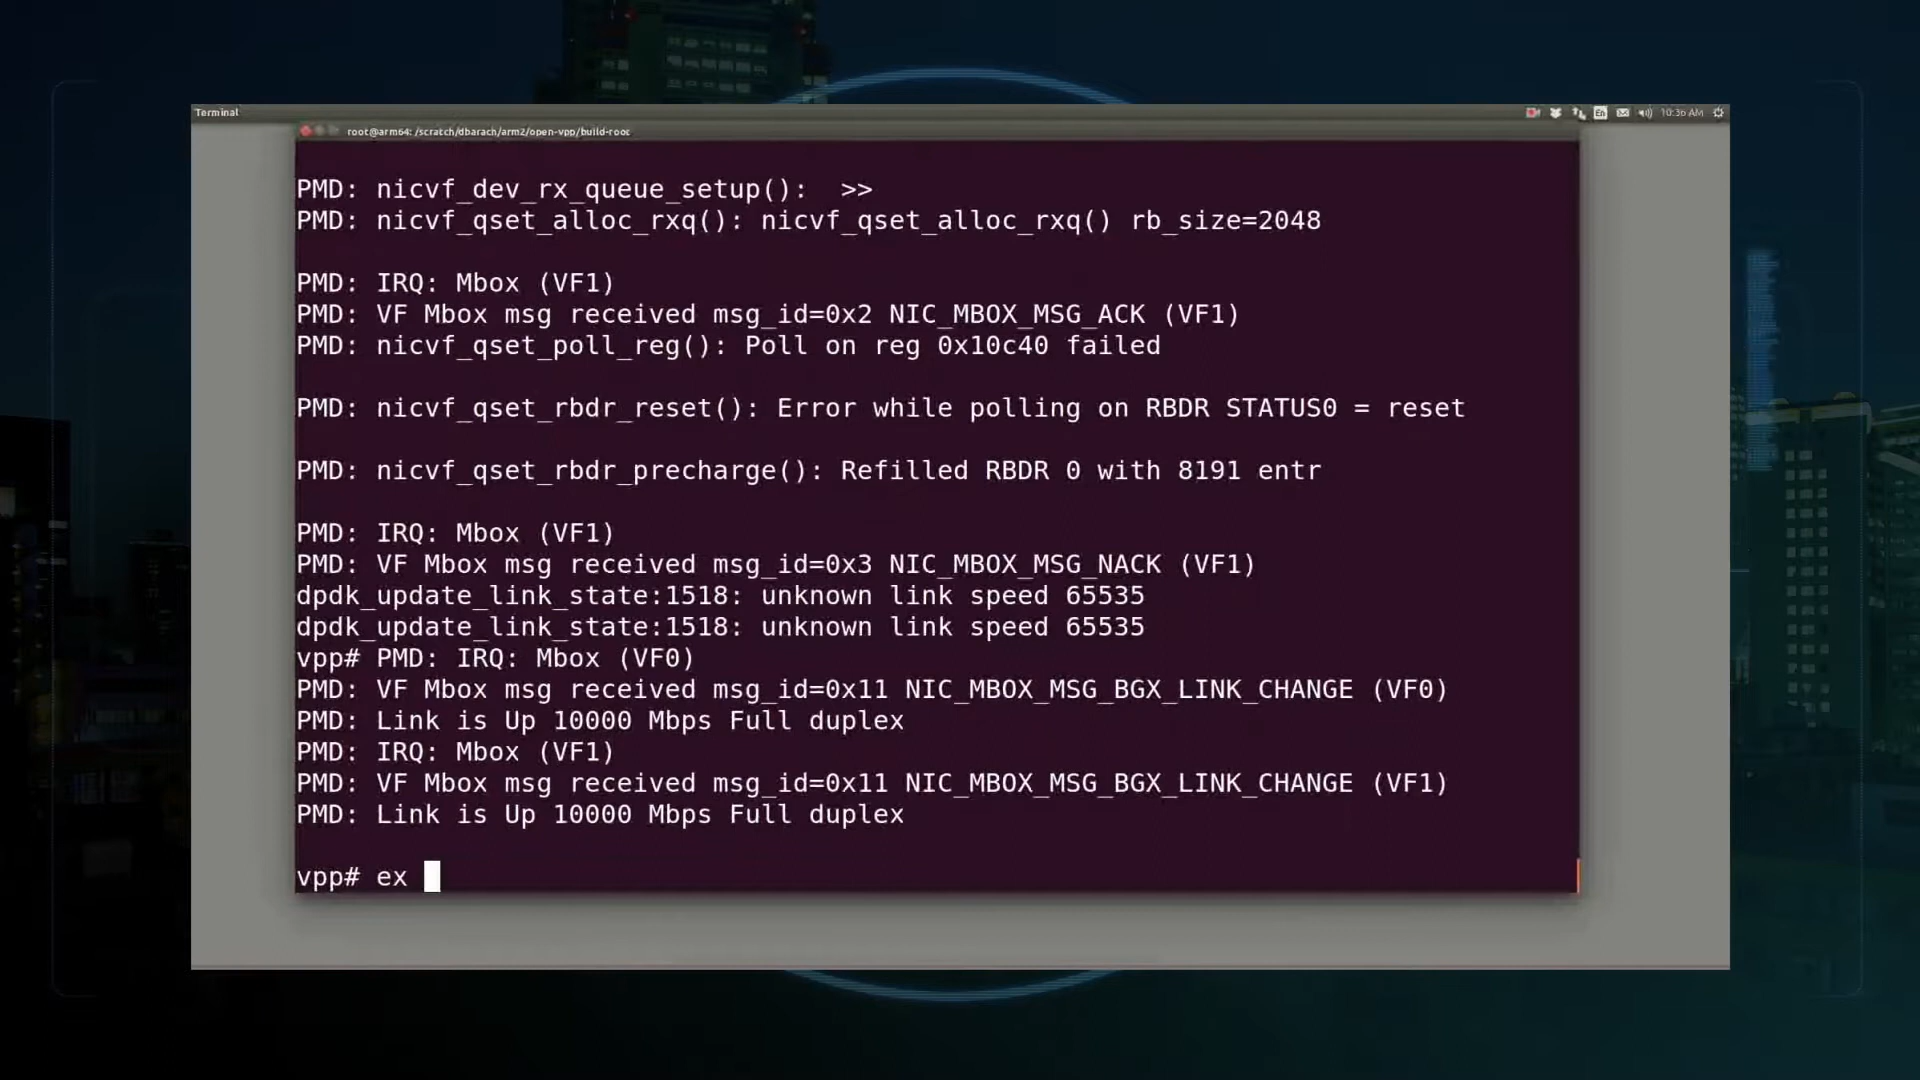 Terminal
En
10:36 AM
root@arm64: /scratch/dbarach/arm2/open-vpp/build-root
PMD: nicvf_dev_rx_queue_setup():  >>
PMD: nicvf_qset_alloc_rxq(): nicvf_qset_alloc_rxq() rb_size=2048
PMD: IRQ: Mbox (VF1)
PMD: VF Mbox msg received msg_id=0x2 NIC_MBOX_MSG_ACK (VF1)
PMD: nicvf_qset_poll_reg(): Poll on reg 0x10c40 failed
PMD: nicvf_qset_rbdr_reset(): Error while polling on RBDR STATUS0 = reset
PMD: nicvf_qset_rbdr_precharge(): Refilled RBDR 0 with 8191 entr
PMD: IRQ: Mbox (VF1)
PMD: VF Mbox msg received msg_id=0x3 NIC_MBOX_MSG_NACK (VF1)
dpdk_update_link_state:1518: unknown link speed 65535
dpdk_update_link_state:1518: unknown link speed 65535
vpp# PMD: IRQ: Mbox (VF0)
PMD: VF Mbox msg received msg_id=0x11 NIC_MBOX_MSG_BGX_LINK_CHANGE (VF0)
PMD: Link is Up 10000 Mbps Full duplex
PMD: IRQ: Mbox (VF1)
PMD: VF Mbox msg received msg_id=0x11 NIC_MBOX_MSG_BGX_LINK_CHANGE (VF1)
PMD: Link is Up 10000 Mbps Full duplex
vpp# ex